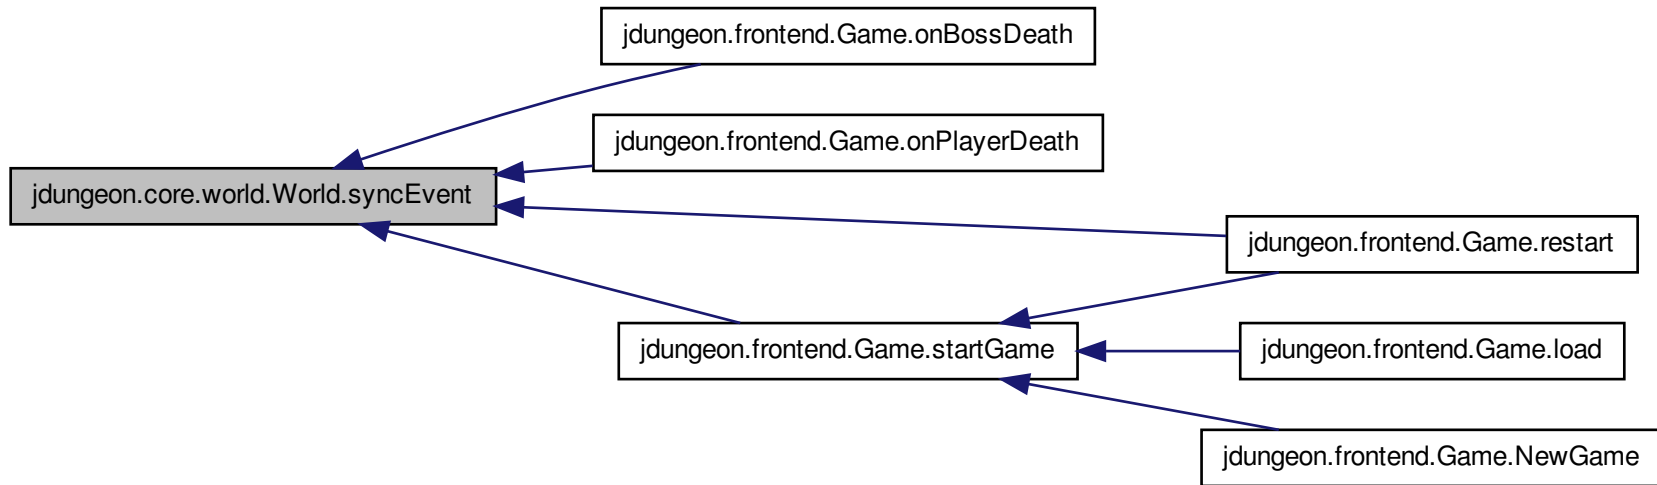 jdungeon.frontend.Game.onBossDeath
jdungeon.frontend.Game.onPlayerDeath
jdungeon.core.world.World.syncEvent
jdungeon.frontend.Game.restart
jdungeon.frontend.Game.startGame
jdungeon.frontend.Game.load
jdungeon.frontend.Game.NewGame